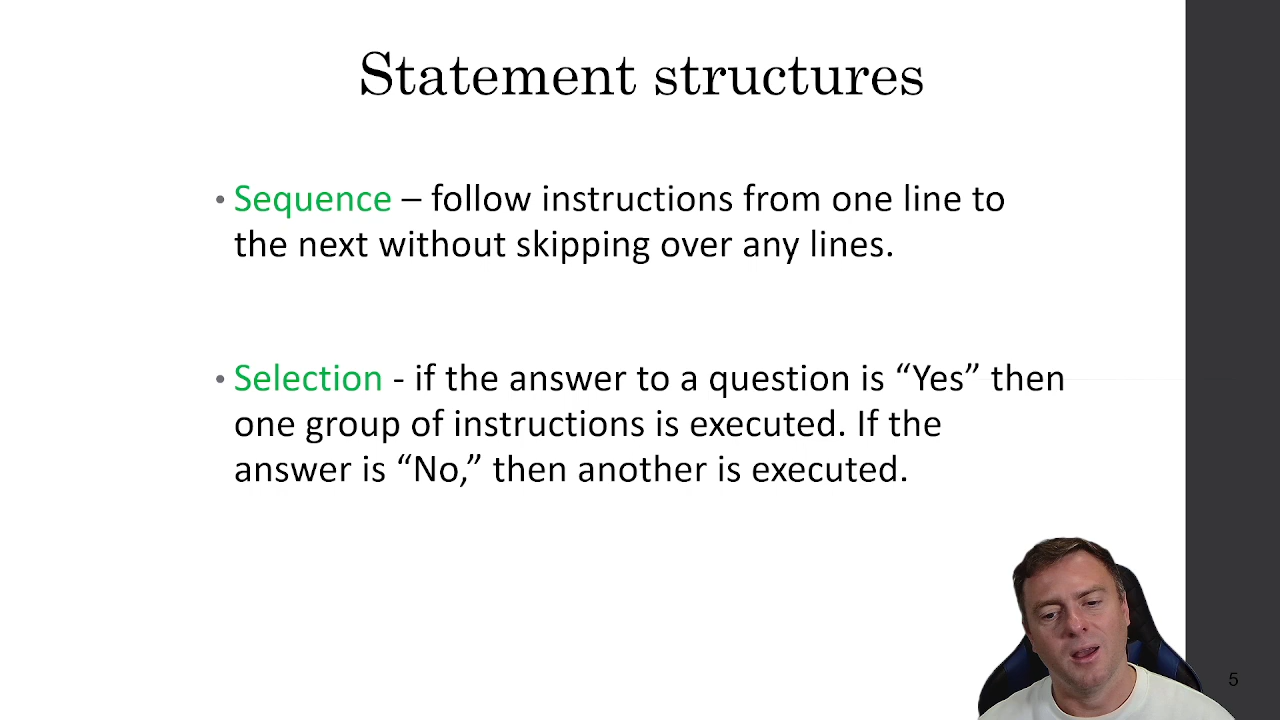 Statement structures
• Sequence – follow instructions from one line to
the next without skipping over any lines.
• Selection - if the answer to a question is “Yes” then
one group of instructions is executed. If the
answer is “No,” then another is executed.
5